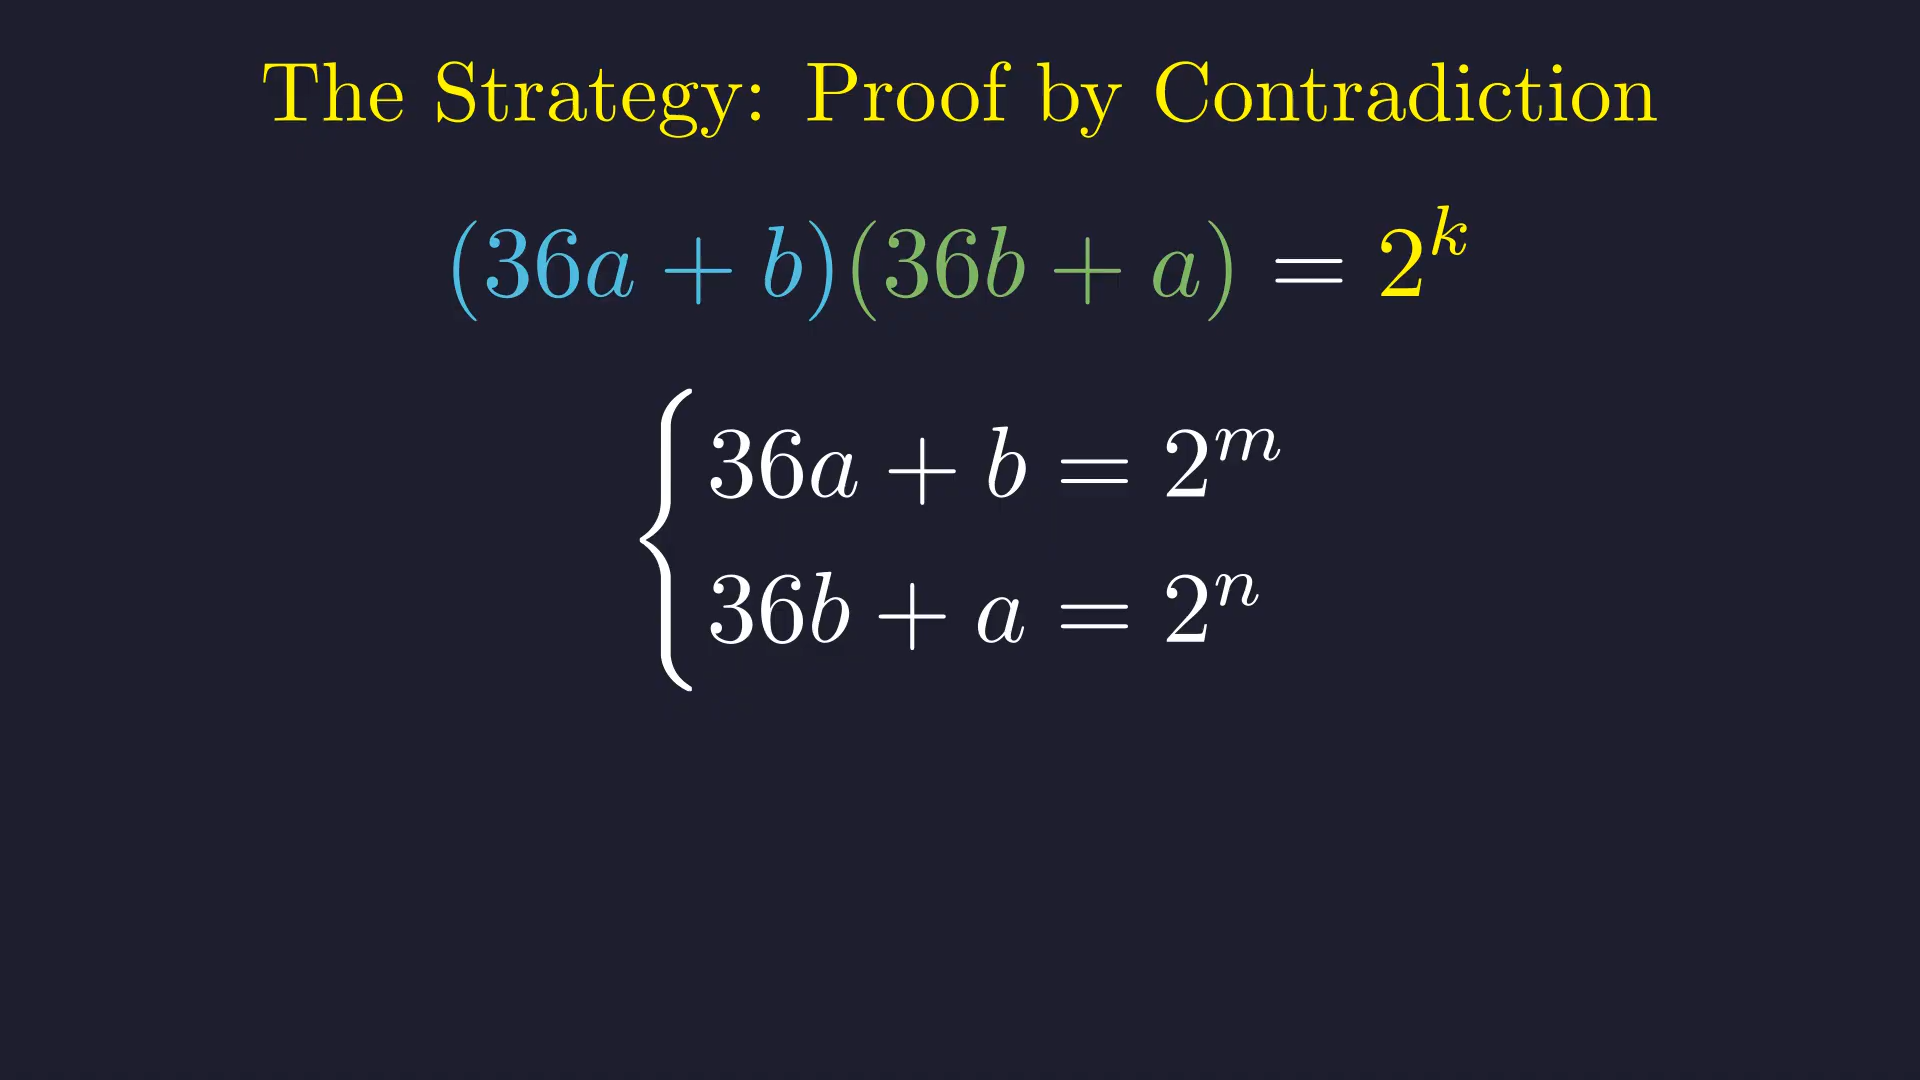 The Strategy: Proof by Contradiction
(36a + b)(36b + a) = 2^k
36a + b = 2^m
36b + a = 2^n